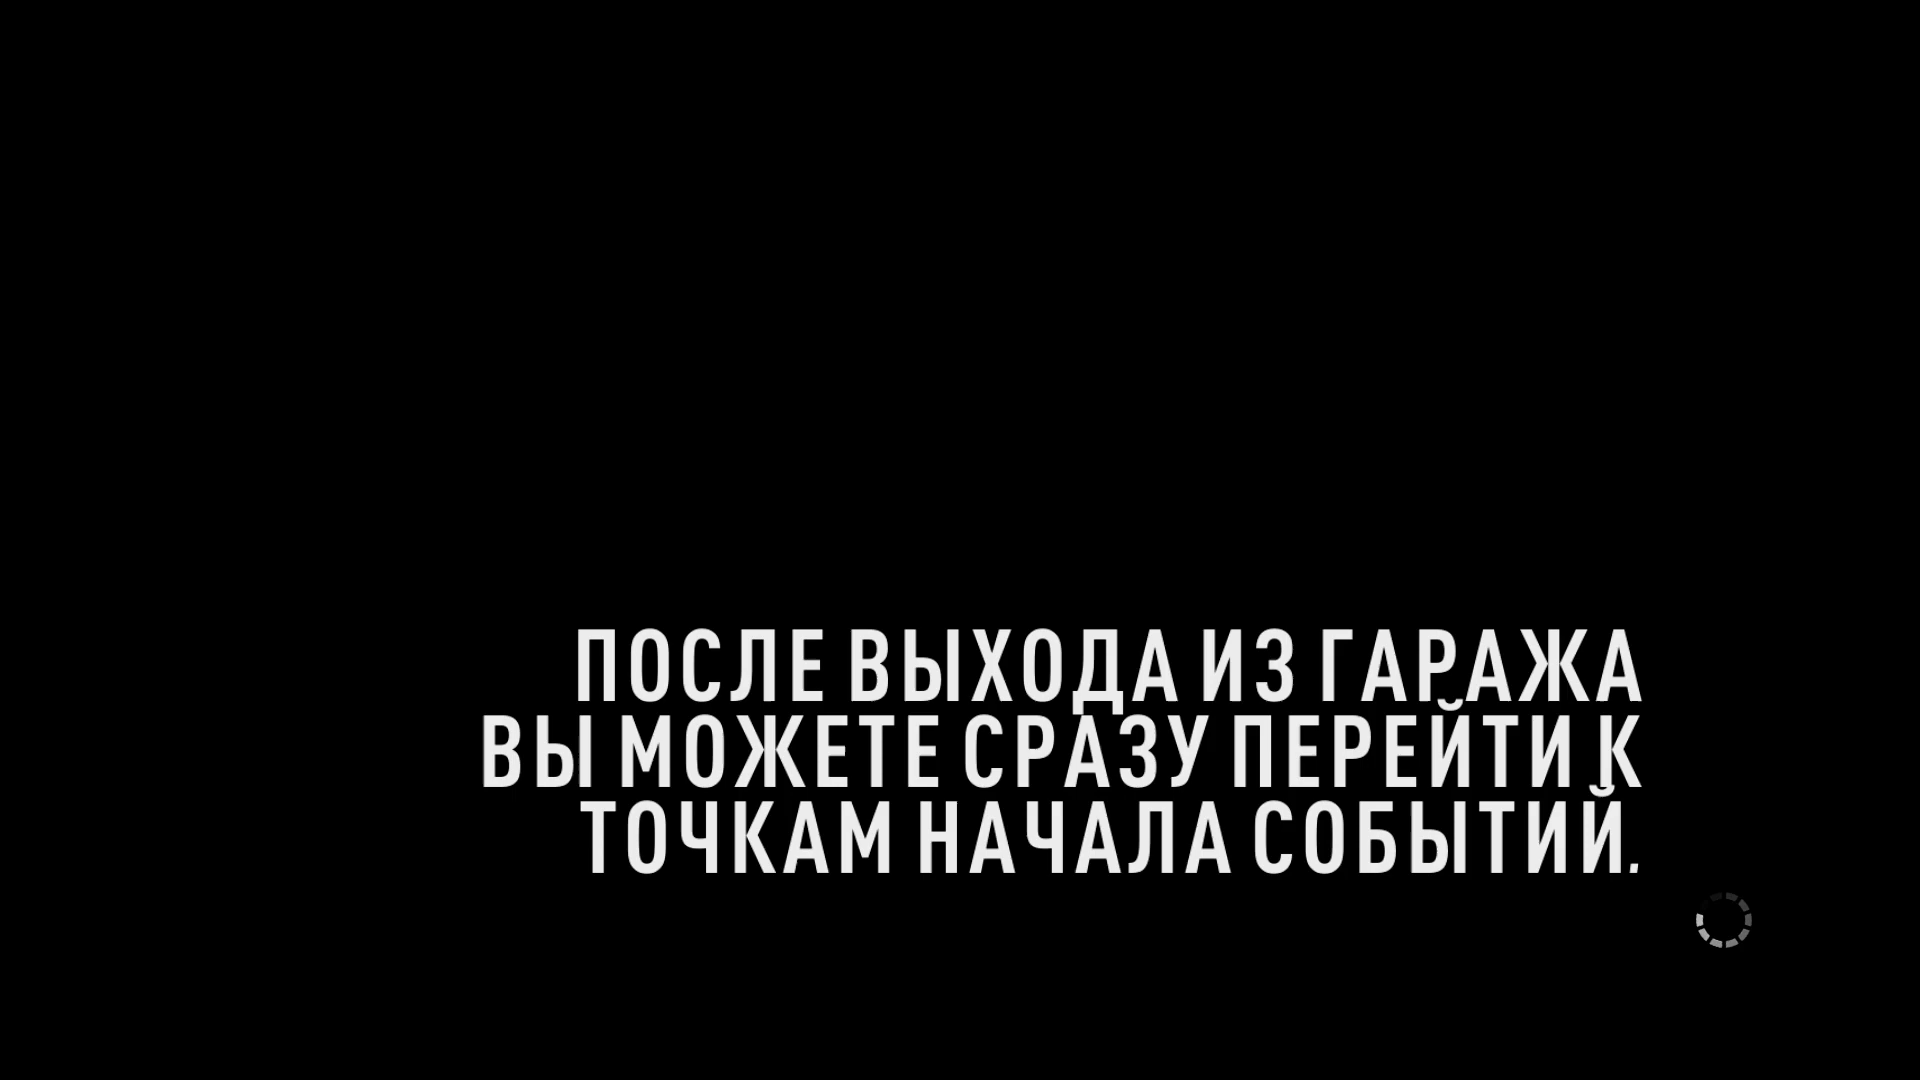 ПОСЛЕ ВЫХОДА ИЗ ГАРАЖА
ВЫ МОЖЕТЕ СРАЗУ ПЕРЕЙТИ К
ТОЧКАМ НАЧАЛА СОБЫТИЙ.